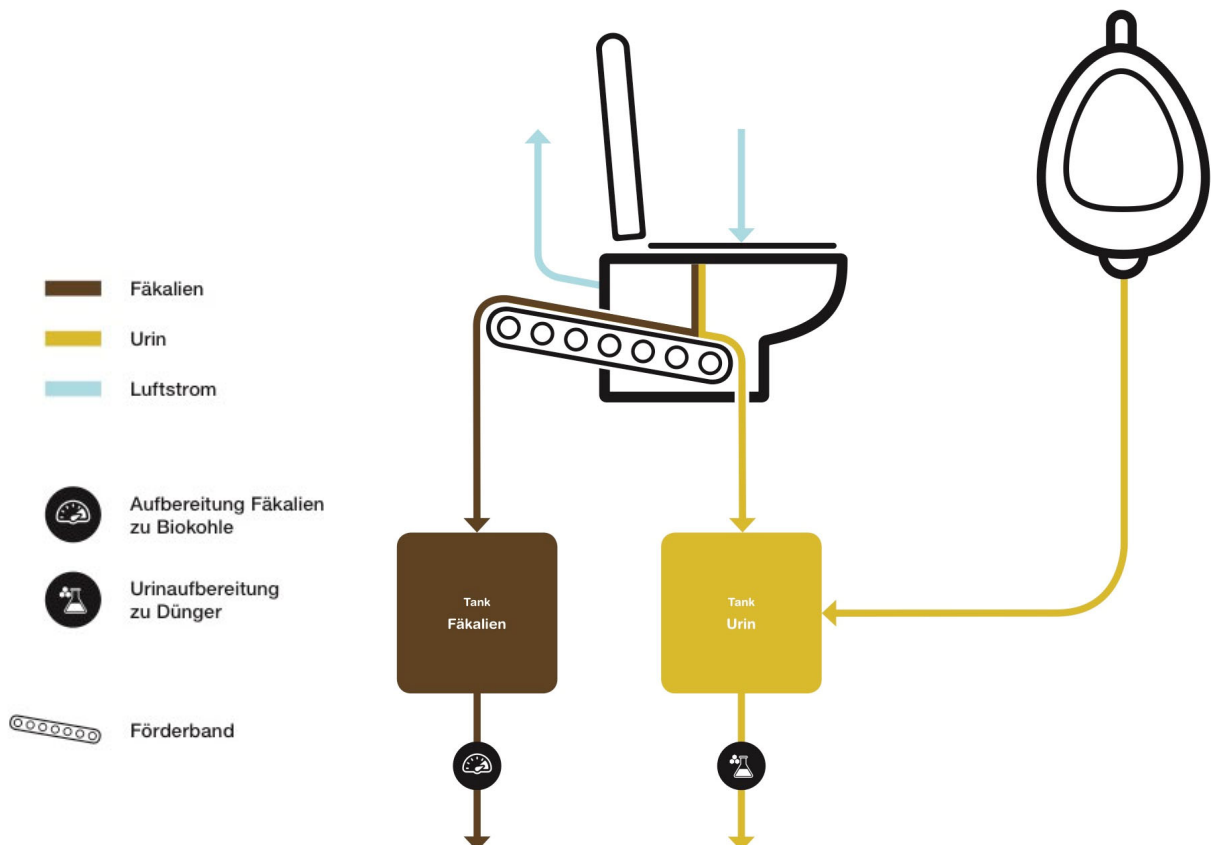 Fäkalien
Urin
Luftstrom
Aufbereitung Fäkalien
zu Biokohle
Urinaufbereitung
zu Dünger
Förderband
Tank
Fäkalien
Tank
Urin